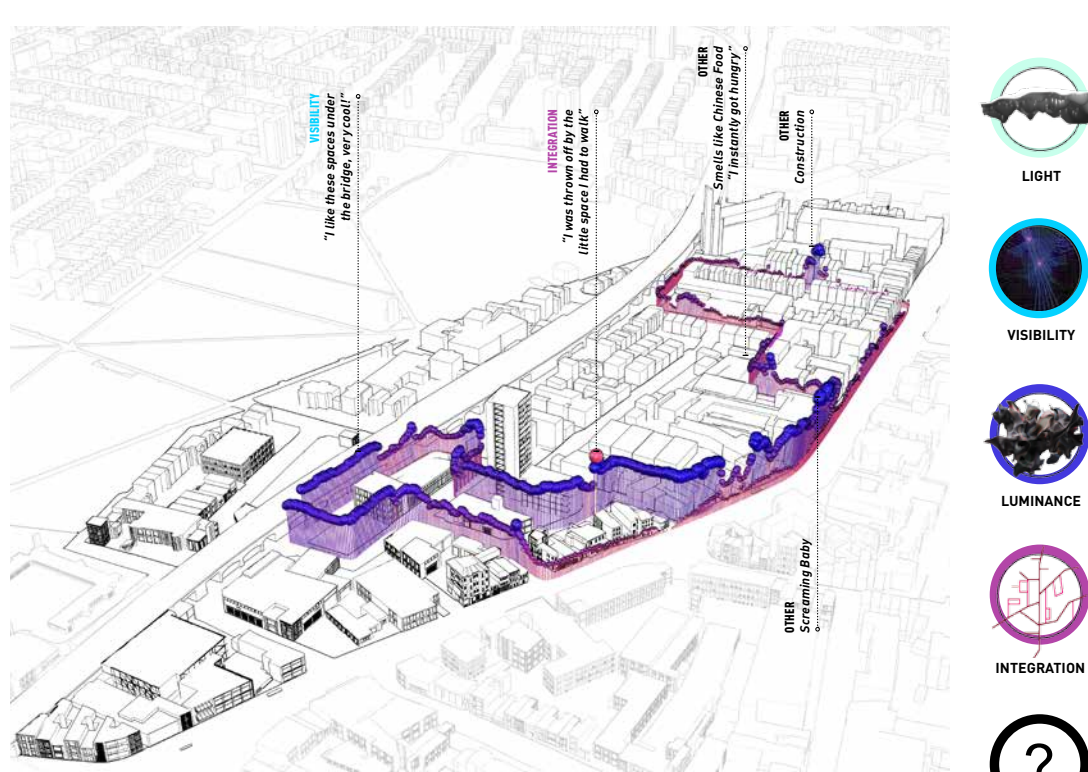 VISIBILITY
"I like these spaces under
the bridge, very cool!"
INTEGRATION
"I was thrown off by the
little space I had to walk"
OTHER
Smells like Chinese Food
"I instantly got hungry"
OTHER
Construction
OTHER
Screaming Baby
LIGHT
VISIBILITY
LUMINANCE
INTEGRATION
?